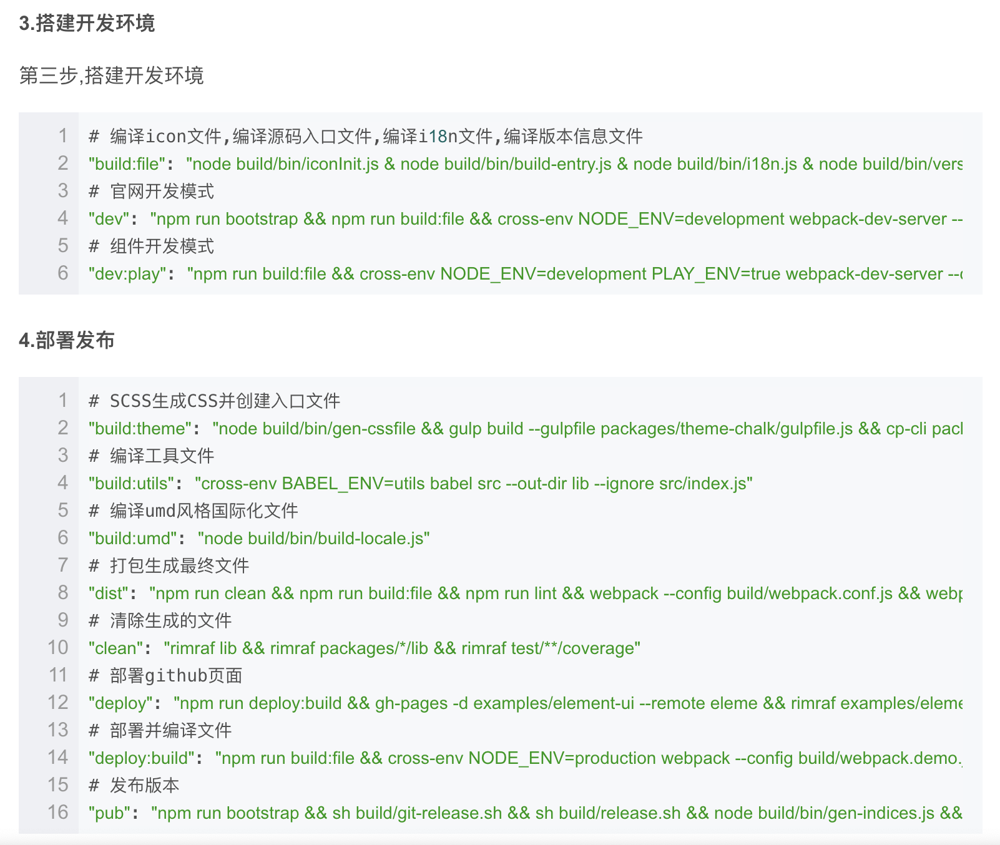 3.搭建开发环境
第三步,搭建开发环境
1 # 编译icon文件,编译源码入口文件,编译i18n文件,编译版本信息文件
2 "build:file": "node build/bin/iconInit.js & node build/bin/build-entry.js & node build/bin/i18n.js & node build/bin/vers
3 # 官网开发模式
4 "dev": "npm run bootstrap && npm run build:file && cross-env NODE_ENV=development webpack-dev-server --
5 # 组件开发模式
6 "dev:play": "npm run build:file && cross-env NODE_ENV=development PLAY_ENV=true webpack-dev-server --
4.部署发布
1 # SCSS生成CSS并创建入口文件
2 "build:theme": "node build/bin/gen-cssfile && gulp build --gulpfile packages/theme-chalk/gulpfile.js && cp-cli pac
3 # 编译工具文件
4 "build:utils": "cross-env BABEL_ENV=utils babel src --out-dir lib --ignore src/index.js"
5 # 编译umd风格国际化文件
6 "build:umd": "node build/bin/build-locale.js"
7 # 打包生成最终文件
8 "dist": "npm run clean && npm run build:file && npm run lint && webpack --config build/webpack.conf.js && webp
9 # 清除生成的文件
10 "clean": "rimraf lib && rimraf packages/*/lib && rimraf test/**/coverage"
11 # 部署github页面
12 "deploy": "npm run deploy:build && gh-pages -d examples/element-ui --remote eleme && rimraf examples/eleme
13 # 部署并编译文件
14 "deploy:build": "npm run build:file && cross-env NODE_ENV=production webpack --config build/webpack.demo.
15 # 发布版本
16 "pub": "npm run bootstrap && sh build/git-release.sh && sh build/release.sh && node build/bin/gen-indices.js &&